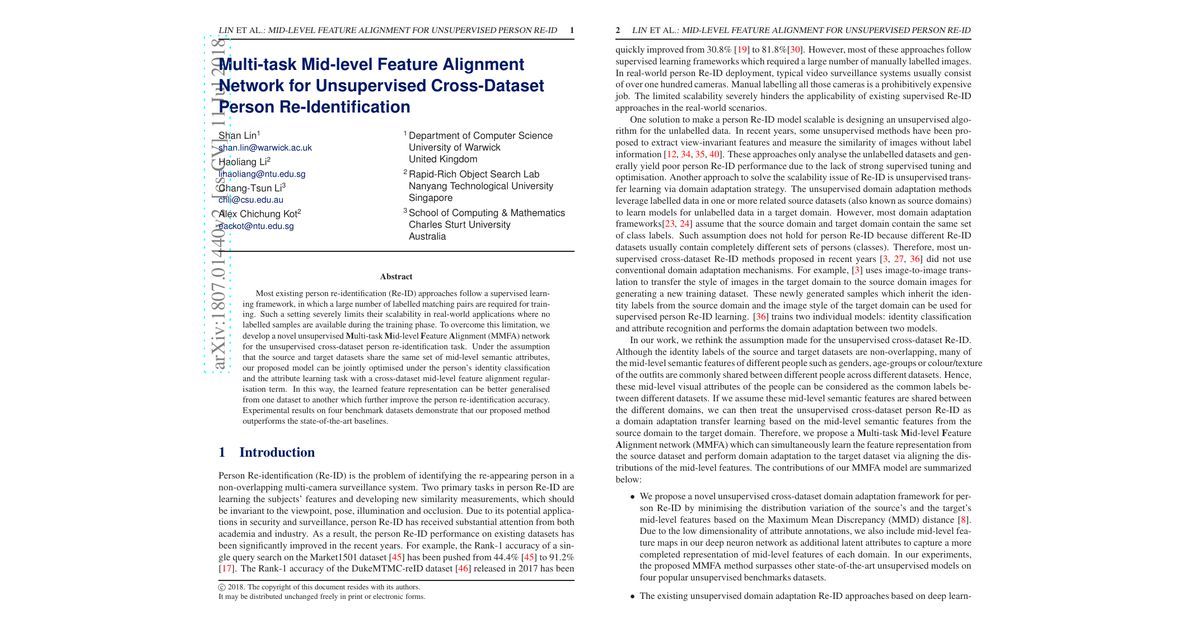 LIN ET AL.: MID-LEVEL FEATURE ALIGNMENT FOR UNSUPERVISED PERSON RE-ID 1
Multi-task Mid-level Feature Alignment
Network for Unsupervised Cross-Dataset
Person Re-Identification
Shan Lin1
shan.lin@warwick.ac.uk
Haoliang Li2
lihaoliang@ntu.edu.sg
Chang-Tsun Li3
chli@csu.edu.au
Alex Chichung Kot2
eackot@ntu.edu.sg
1 Department of Computer Science
University of Warwick
United Kingdom
2 Rapid-Rich Object Search Lab
Nanyang Technological University
Singapore
3 School of Computing & Mathematics
Charles Sturt University
Australia
arXiv:1807.01440v2 [cs.CV] 11 Jul 2018
Abstract
Most existing person re-identification (Re-ID) approaches follow a supervised learn-
ing framework, in which a large number of labelled matching pairs are required for train-
ing. Such a setting severely limits their scalability in real-world applications where no
labelled samples are available during the training phase. To overcome this limitation, we
develop a novel unsupervised Multi-task Mid-level Feature Alignment (MMFA) network
for the unsupervised cross-dataset person re-identification task. Under the assumption
that the source and target datasets share the same set of mid-level semantic attributes,
our proposed model can be jointly optimised under the person's identity classification
and the attribute learning task with a cross-dataset mid-level feature alignment regular-
isation term. In this way, the learned feature representation can be better generalised
from one dataset to another which further improve the person re-identification accuracy.
Experimental results on four benchmark datasets demonstrate that our proposed method
outperforms the state-of-the-art baselines.
1 Introduction
Person Re-identification (Re-ID) is the problem of identifying the re-appearing person in a
non-overlapping multi-camera surveillance system. Two primary tasks in person Re-ID are
learning the subjects' features and developing new similarity measurements, which should
be invariant to the viewpoint, pose, illumination and occlusion. Due to its potential applica-
tions in security and surveillance, person Re-ID has received substantial attention from both
academia and industry. As a result, the person Re-ID performance on existing datasets has
been significantly improved in the recent years. For example, the Rank-1 accuracy of a sin-
gle query search on the Market1501 dataset [45] has been pushed from 44.4% [45] to 91.2%
[17]. The Rank-1 accuracy of the DukeMTMC-reID dataset [46] released in 2017 has been
© 2018. The copyright of this document resides with its authors.
It may be distributed unchanged freely in print or electronic forms.
2 LIN ET AL.: MID-LEVEL FEATURE ALIGNMENT FOR UNSUPERVISED PERSON RE-ID
quickly improved from 30.8% [19] to 81.8%[30]. However, most of these approaches follow
supervised learning frameworks which required a large number of manually labelled images.
In real-world person Re-ID deployment, typical video surveillance systems usually consist
of over one hundred cameras. Manual labelling all those cameras is a prohibitively expensive
job. The limited scalability severely hinders the applicability of existing supervised Re-ID
approaches in the real-world scenarios.
One solution to make a person Re-ID model scalable is designing an unsupervised algo-
rithm for the unlabelled data. In recent years, some unsupervised methods have been pro-
posed to extract view-invariant features and measure the similarity of images without label
information [12, 34, 35, 40]. These approaches only analyse the unlabelled datasets and gen-
erally yield poor person Re-ID performance due to the lack of strong supervised tuning and
optimisation. Another approach to solve the scalability issue of Re-ID is unsupervised trans-
fer learning via domain adaptation strategy. The unsupervised domain adaptation methods
leverage labelled data in one or more related source datasets (also known as source domains)
to learn models for unlabelled data in a target domain. However, most domain adaptation
frameworks[23, 24] assume that the source domain and target domain contain the same set
of class labels. Such assumption does not hold for person Re-ID because different Re-ID
datasets usually contain completely different sets of persons (classes). Therefore, most un-
supervised cross-dataset Re-ID methods proposed in recent years [3, 27, 36] did not use
conventional domain adaptation mechanisms. For example, [3] uses image-to-image trans-
lation to transfer the style of images in the target domain to the source domain images for
generating a new training dataset. These newly generated samples which inherit the iden-
tity labels from the source domain and the image style of the target domain can be used for
supervised person Re-ID learning. [36] trains two individual models: identity classification
and attribute recognition and performs the domain adaptation between two models.
In our work, we rethink the assumption made for the unsupervised cross-dataset Re-ID.
Although the identity labels of the source and target datasets are non-overlapping, many of
the mid-level semantic features of different people such as genders, age-groups or colour/texture
of the outfits are commonly shared between different people across different datasets. Hence,
these mid-level visual attributes of the people can be considered as the common labels be-
tween different datasets. If we assume these mid-level semantic features are shared between
the different domains, we can then treat the unsupervised cross-dataset person Re-ID as
a domain adaptation transfer learning based on the mid-level semantic features from the
source domain to the target domain. Therefore, we propose a Multi-task Mid-level Feature
Alignment network (MMFA) which can simultaneously learn the feature representation from
the source dataset and perform domain adaptation to the target dataset via aligning the dis-
tributions of the mid-level features. The contributions of our MMFA model are summarized
below:
• We propose a novel unsupervised cross-dataset domain adaptation framework for per-
son Re-ID by minimising the distribution variation of the source's and the target's
mid-level features based on the Maximum Mean Discrepancy (MMD) distance [8].
Due to the low dimensionality of attribute annotations, we also include mid-level fea-
ture maps in our deep neuron network as additional latent attributes to capture a more
completed representation of mid-level features of each domain. In our experiments,
the proposed MMFA method surpasses other state-of-the-art unsupervised models on
four popular unsupervised benchmarks datasets.
• The existing unsupervised domain adaptation Re-ID approaches based on deep learn-